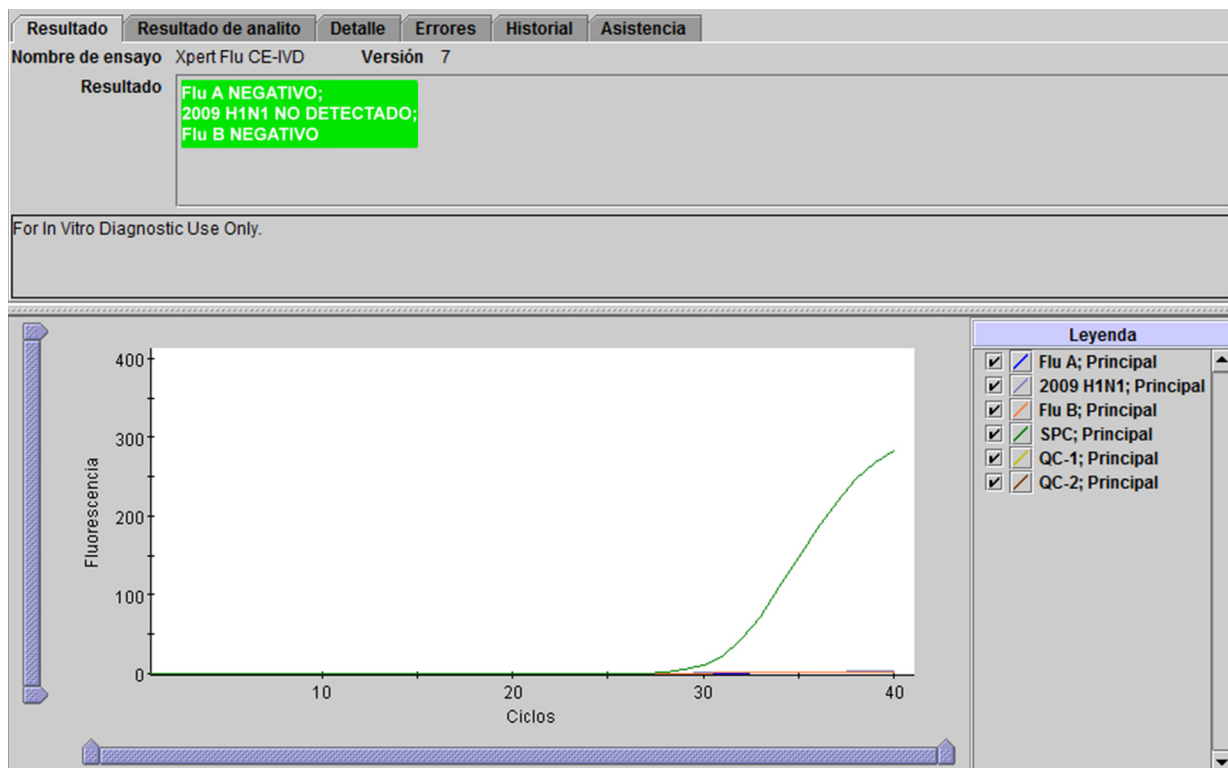 Resultado Resultado de analito Detalle Errores Historial Asistencia
Nombre de ensayo Xpert Flu CE-IVD Versión 7
Resultado
Flu A NEGATIVO;
2009 H1N1 NO DETECTADO;
Flu B NEGATIVO
For In Vitro Diagnostic Use Only.
400
300
200
100
0
Fluorescencia
10 20 30 40
Ciclos
Leyenda
Flu A; Principal
2009 H1N1; Principal
Flu B; Principal
SPC; Principal
QC-1; Principal
QC-2; Principal